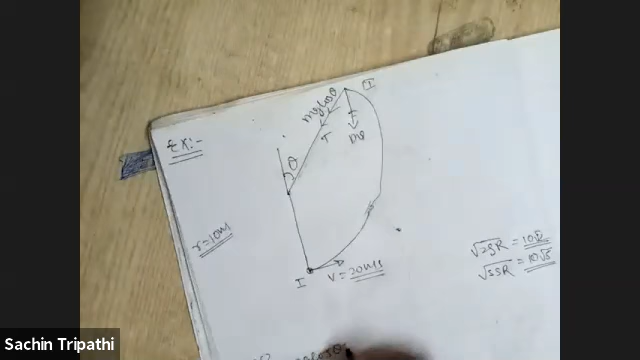 Ex:-
II
mg cosθ
T
mg
θ
r=10m
I
v=20m/s
√2gR = 10√2
√5gR = 10√5
Sachin Tripathi